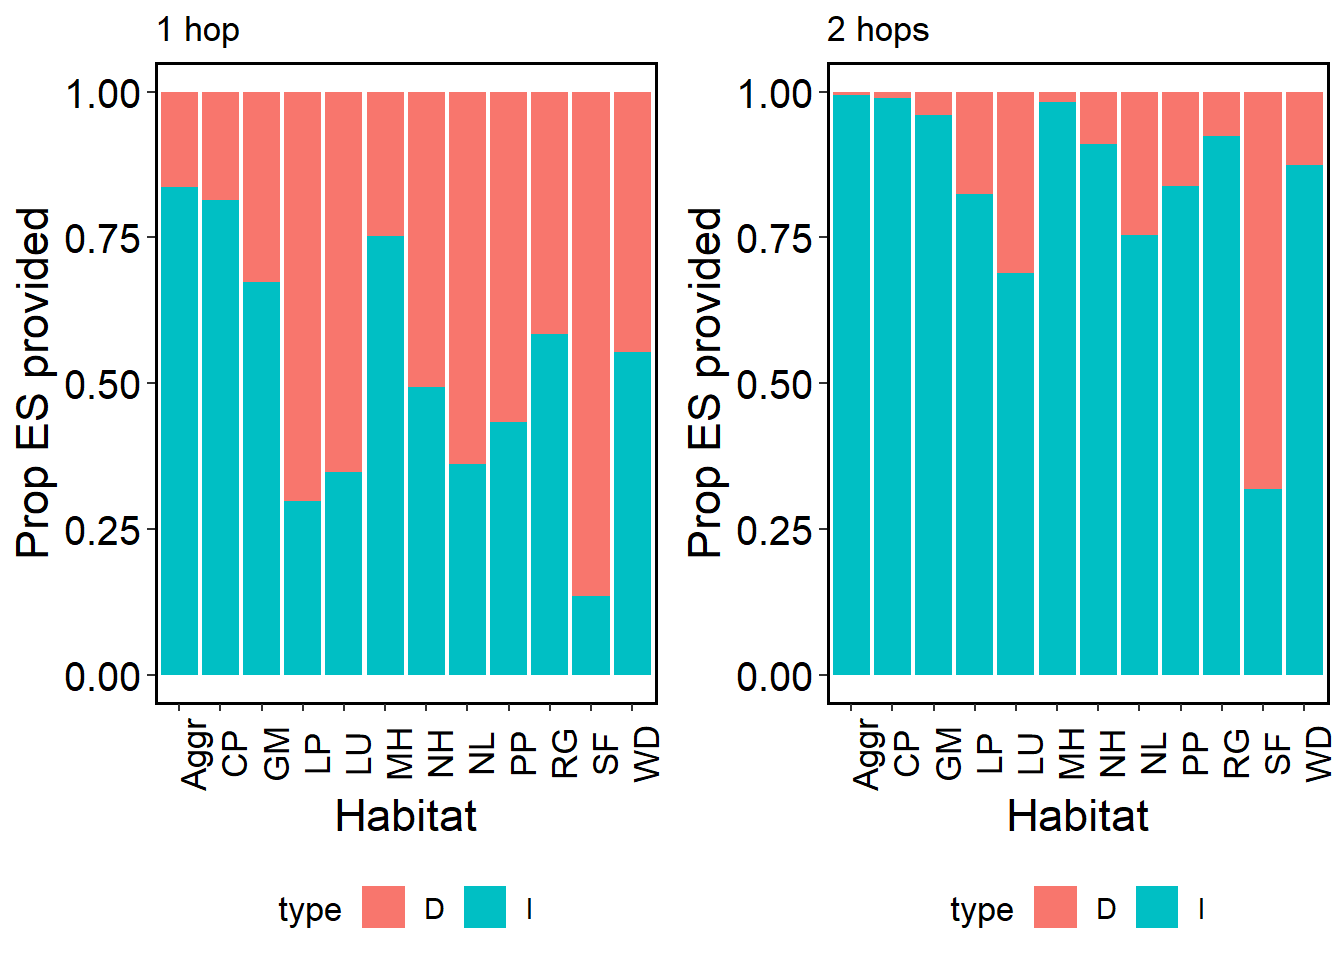 1 hop
Prop ES provided
1.00
0.75
0.50
0.25
0.00
Aggr CP GM LP LU MH NH NL PP RG SF WD
Habitat
type D I
2 hops
Prop ES provided
1.00
0.75
0.50
0.25
0.00
Aggr CP GM LP LU MH NH NL PP RG SF WD
Habitat
type D I